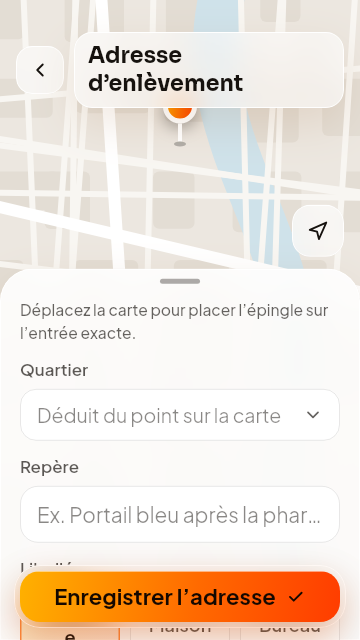 Adresse
d’enlèvement
Déplacez la carte pour placer l’épingle sur
l’entrée exacte.
Quartier
Déduit du point sur la carte
Repère
Ex. Portail bleu après la phar…
Enregistrer l’adresse
Maison
Bureau